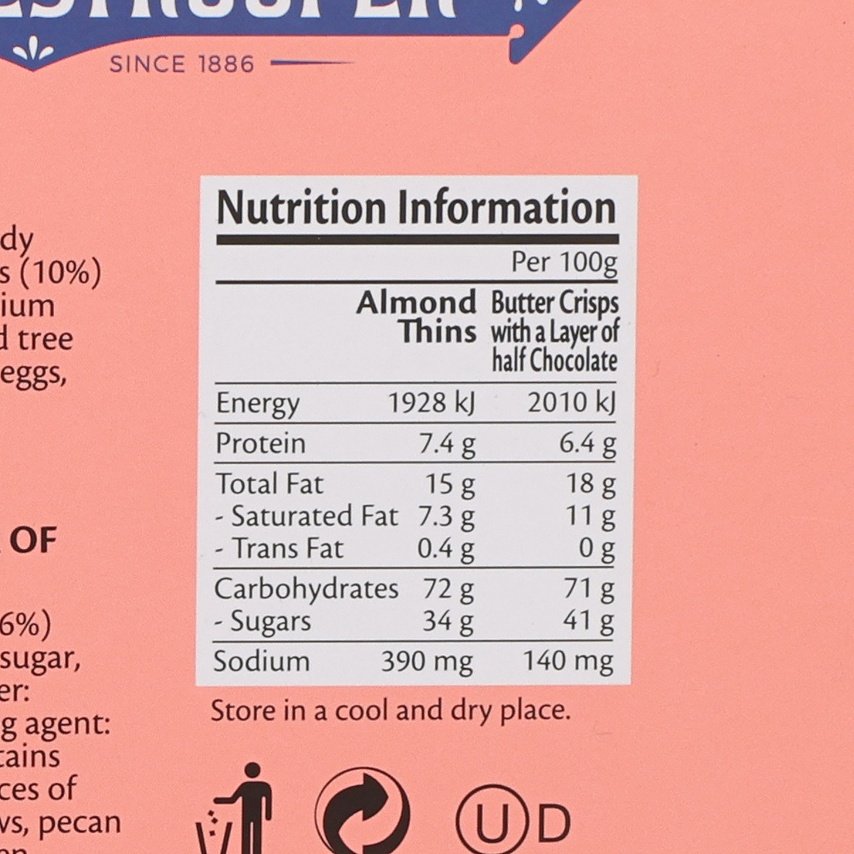 SINCE 1886
dy
s (10%)
ium
d tree
eggs,
OF
6%)
sugar,
er:
g agent:
tains
ces of
ws, pecan
Nutrition Information
Per 100g
Almond Thins
Butter Crisps with a Layer of half Chocolate
Energy 1928 kJ 2010 kJ
Protein 7.4 g 6.4 g
Total Fat 15 g 18 g
- Saturated Fat 7.3 g 11 g
- Trans Fat 0.4 g 0 g
Carbohydrates 72 g 71 g
- Sugars 34 g 41 g
Sodium 390 mg 140 mg
Store in a cool and dry place.
U D